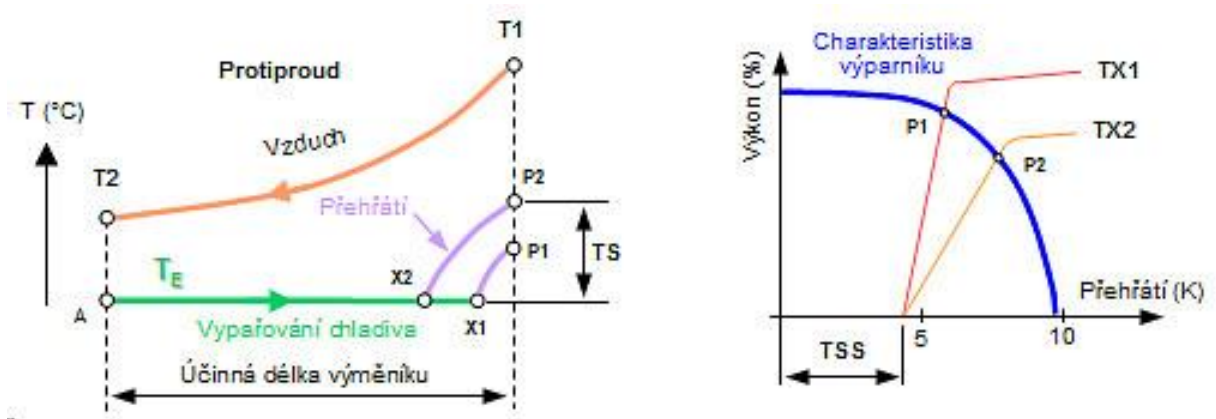 T1
Protiproud
T (°C)
Vzduch
T2
P2
Přehřátí
P1
TS
TE
X2
A
X1
Vypařování chladiva
Účinná délka výměníku
Charakteristika
výparníku
Výkon (%)
TX1
P1
TX2
P2
Přehřátí (K)
5
10
TSS